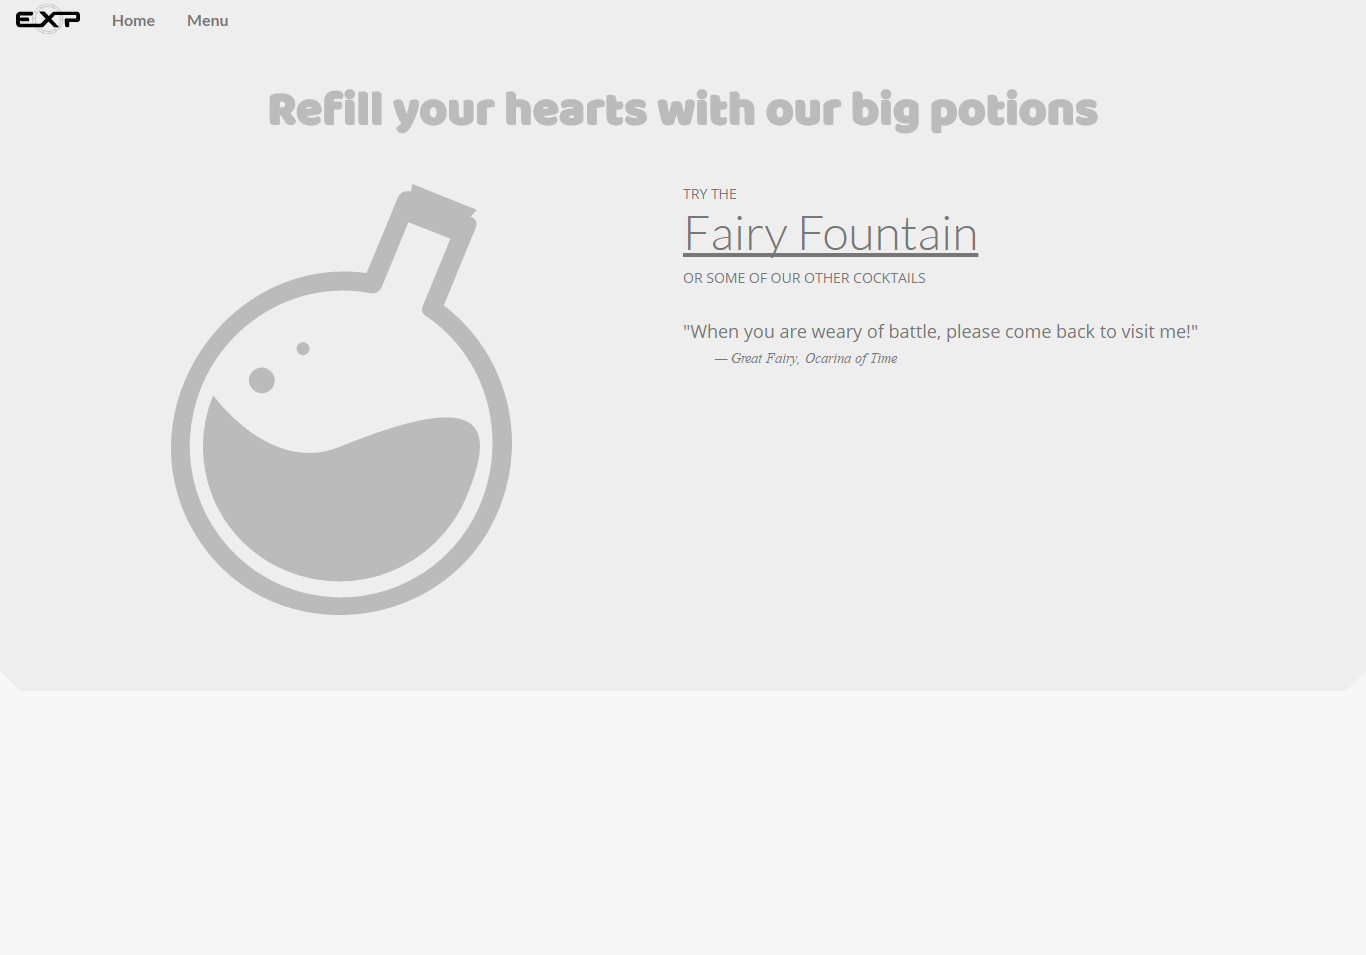 EXP
Home
Menu
Refill your hearts with our big potions
TRY THE
Fairy Fountain
OR SOME OF OUR OTHER COCKTAILS
"When you are weary of battle, please come back to visit me!"
— Great Fairy, Ocarina of Time